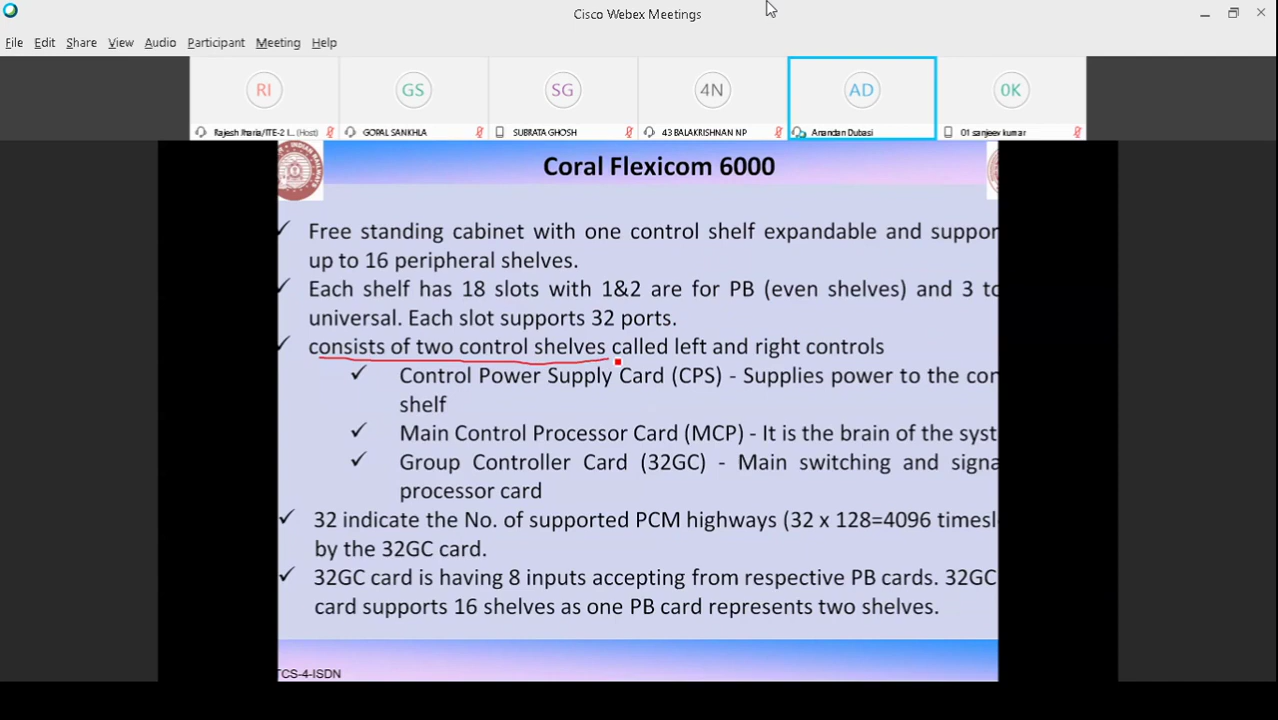 Cisco Webex Meetings
File Edit Share View Audio Participant Meeting Help
RI GS SG 4N AD 0K
Rajesh Jharia/ITE-2 I... (Host) GOPAL SANKHLA SUBRATA GHOSH 43 BALAKRISHNAN NP Anandan Dubasi 01 sanjeev kumar
Coral Flexicom 6000
Free standing cabinet with one control shelf expandable and suppor
up to 16 peripheral shelves.
Each shelf has 18 slots with 1&2 are for PB (even shelves) and 3 to
universal. Each slot supports 32 ports.
consists of two control shelves called left and right controls
Control Power Supply Card (CPS) - Supplies power to the con
shelf
Main Control Processor Card (MCP) - It is the brain of the syst
Group Controller Card (32GC) - Main switching and signa
processor card
32 indicate the No. of supported PCM highways (32 x 128=4096 timesl
by the 32GC card.
32GC card is having 8 inputs accepting from respective PB cards. 32GC
card supports 16 shelves as one PB card represents two shelves.
TCS-4-ISDN